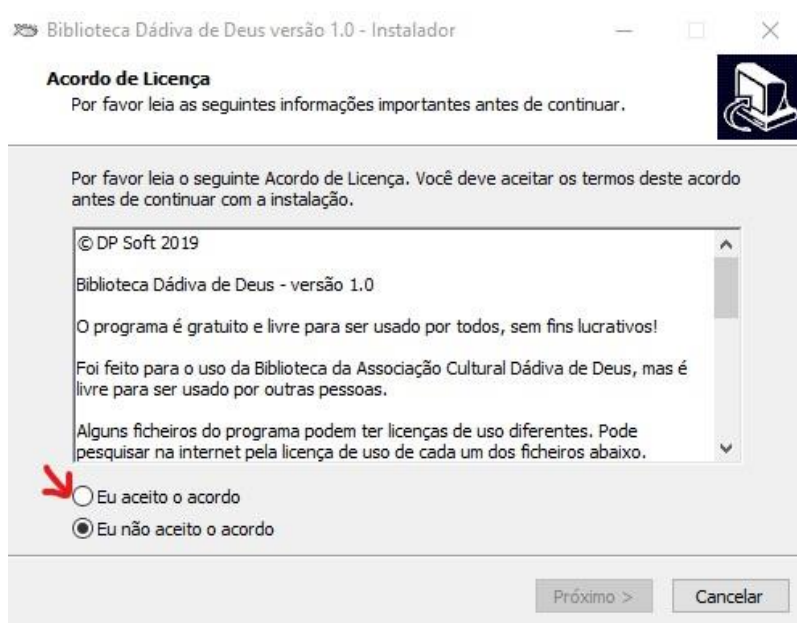 Biblioteca Dádiva de Deus versão 1.0 - Instalador
Acordo de Licença
Por favor leia as seguintes informações importantes antes de continuar.
Por favor leia o seguinte Acordo de Licença. Você deve aceitar os termos deste acordo
antes de continuar com a instalação.
© DP Soft 2019
Biblioteca Dádiva de Deus - versão 1.0
O programa é gratuito e livre para ser usado por todos, sem fins lucrativos!
Foi feito para o uso da Biblioteca da Associação Cultural Dádiva de Deus, mas é
livre para ser usado por outras pessoas.
Alguns ficheiros do programa podem ter licenças de uso diferentes. Pode
pesquisar na internet pela licença de uso de cada um dos ficheiros abaixo.
Eu aceito o acordo
Eu não aceito o acordo
Próximo >
Cancelar